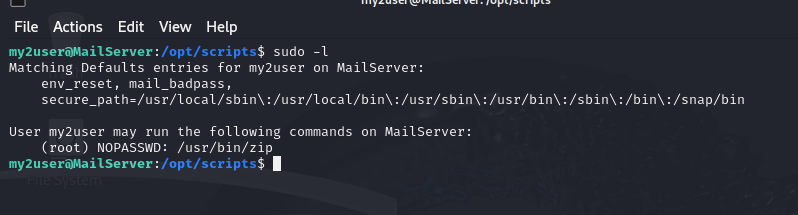 my2user@MailServer: /opt/scripts
File Actions Edit View Help
my2user@MailServer:/opt/scripts$ sudo -l
Matching Defaults entries for my2user on MailServer:
    env_reset, mail_badpass,
    secure_path=/usr/local/sbin\:/usr/local/bin\:/usr/sbin\:/usr/bin\:/sbin\:/bin\:/snap/bin
User my2user may run the following commands on MailServer:
    (root) NOPASSWD: /usr/bin/zip
my2user@MailServer:/opt/scripts$
File System